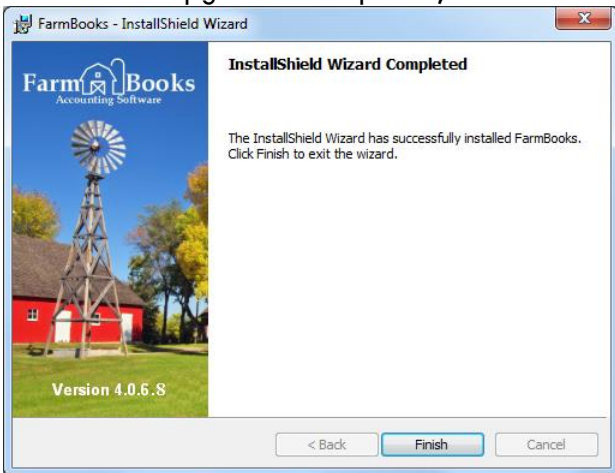 FarmBooks - InstallShield Wizard
Farm Books
Accounting Software
InstallShield Wizard Completed
The InstallShield Wizard has successfully installed FarmBooks.
Click Finish to exit the wizard.
Version 4.0.6.8
< Back
Finish
Cancel